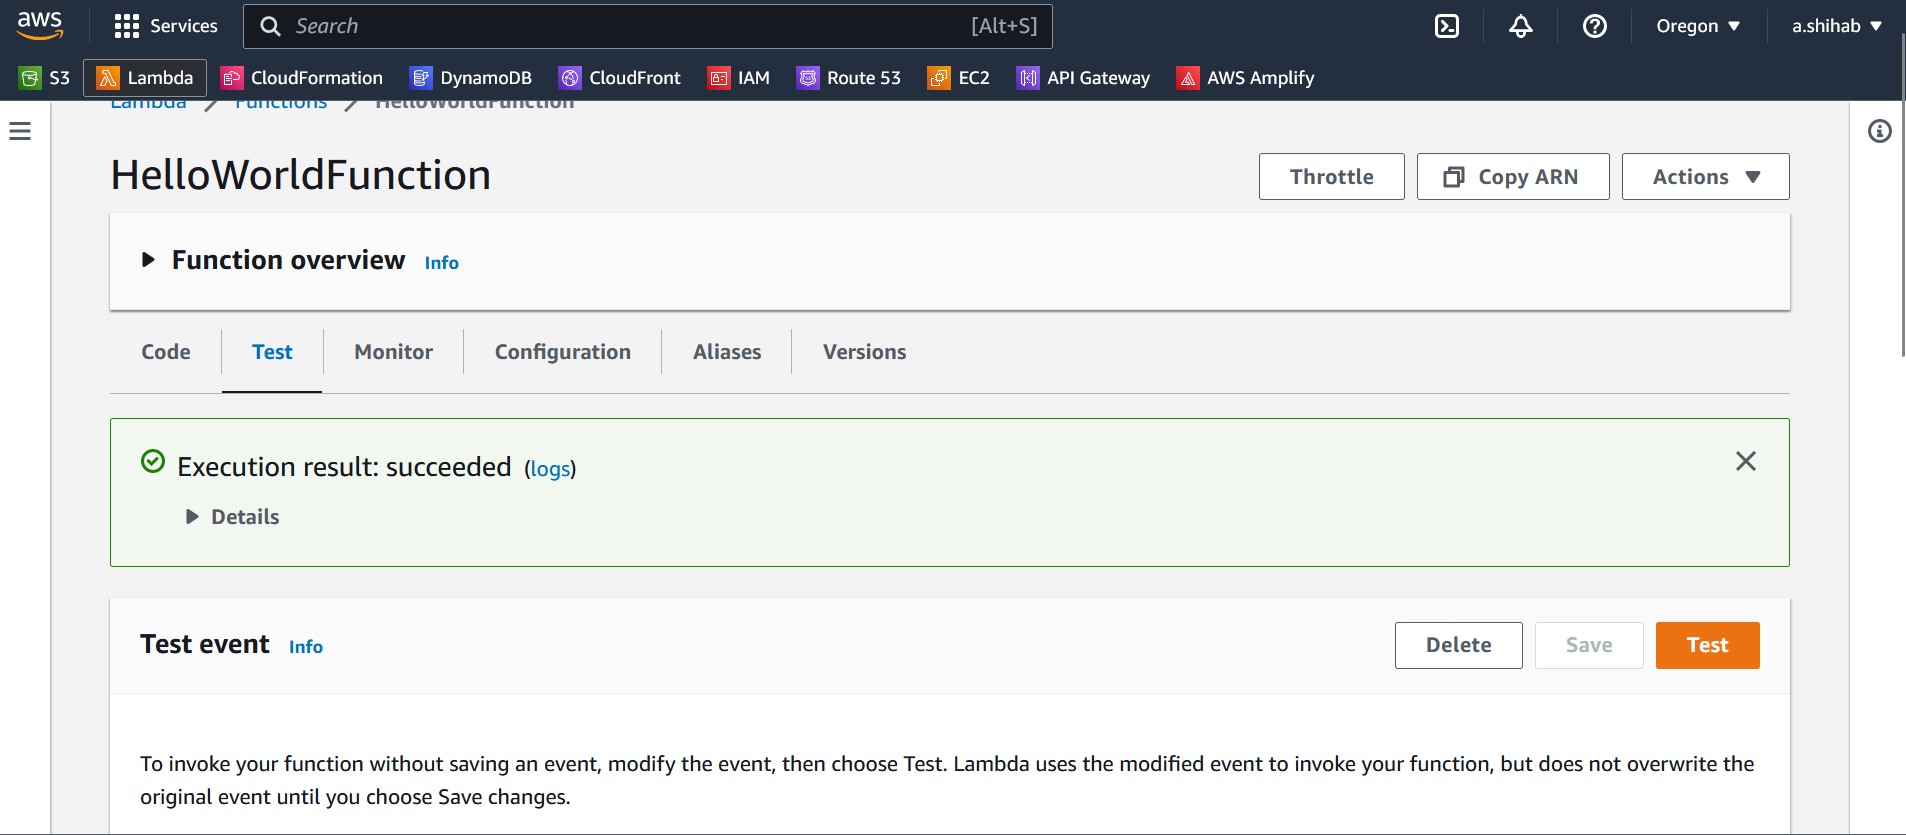 aws Services Search [Alt+S] Oregon a.shihab
S3 Lambda CloudFormation DynamoDB CloudFront IAM Route 53 EC2 API Gateway AWS Amplify
Lambda Functions HelloWorldFunction
HelloWorldFunction Throttle Copy ARN Actions
Function overview Info
Code Test Monitor Configuration Aliases Versions
Execution result: succeeded (logs)
Details
Test event Info Delete Save Test
To invoke your function without saving an event, modify the event, then choose Test. Lambda uses the modified event to invoke your function, but does not overwrite the
original event until you choose Save changes.